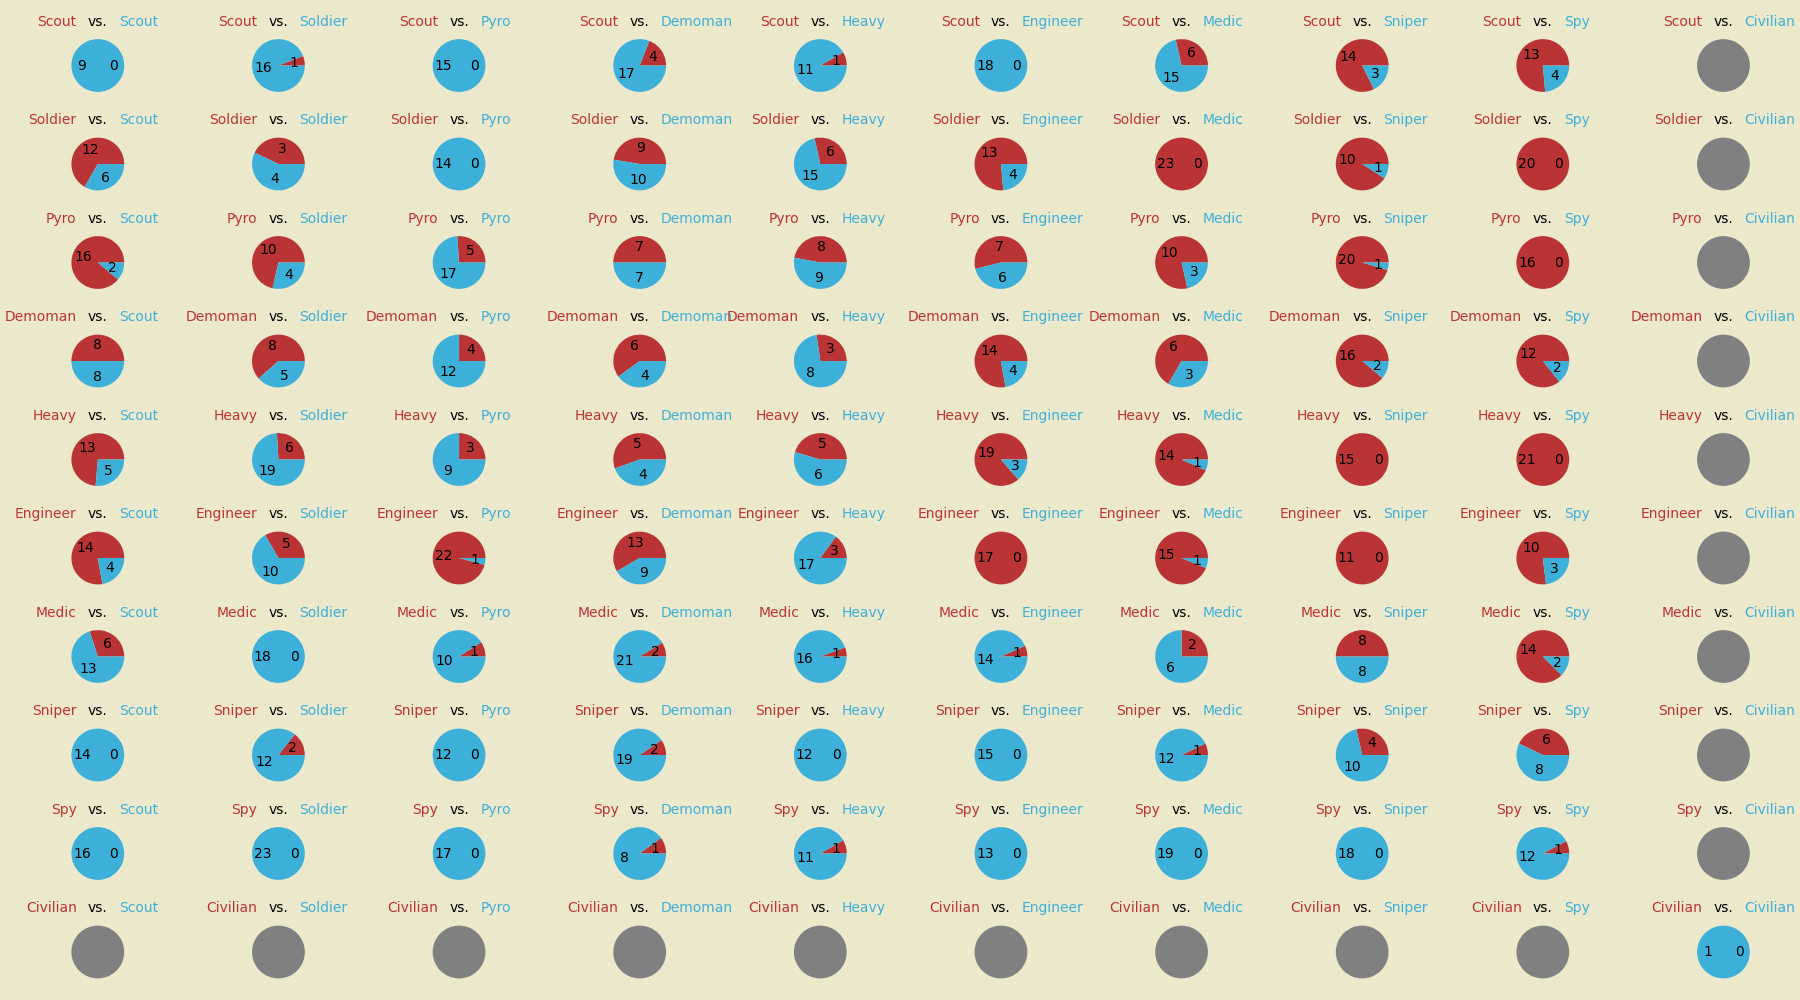 Scout vs. Scout Scout vs. Soldier Scout vs. Pyro Scout vs. Demoman Scout vs. Heavy Scout vs. Engineer Scout vs. Medic Scout vs. Sniper Scout vs. Spy Scout vs. Civilian
9 0 16 1 15 0 17 4 11 1 18 0 15 6 14 3 13 4
Soldier vs. Scout Soldier vs. Soldier Soldier vs. Pyro Soldier vs. Demoman Soldier vs. Heavy Soldier vs. Engineer Soldier vs. Medic Soldier vs. Sniper Soldier vs. Spy Soldier vs. Civilian
12 6 3 4 14 0 9 10 6 15 13 4 23 0 10 1 20 0
Pyro vs. Scout Pyro vs. Soldier Pyro vs. Pyro Pyro vs. Demoman Pyro vs. Heavy Pyro vs. Engineer Pyro vs. Medic Pyro vs. Sniper Pyro vs. Spy Pyro vs. Civilian
16 2 10 4 5 17 7 7 8 9 7 6 10 3 20 1 16 0
Demoman vs. Scout Demoman vs. Soldier Demoman vs. Pyro Demoman vs. Demoman Demoman vs. Heavy Demoman vs. Engineer Demoman vs. Medic Demoman vs. Sniper Demoman vs. Spy Demoman vs. Civilian
8 8 8 5 4 12 6 4 3 8 14 4 6 3 16 2 12 2
Heavy vs. Scout Heavy vs. Soldier Heavy vs. Pyro Heavy vs. Demoman Heavy vs. Heavy Heavy vs. Engineer Heavy vs. Medic Heavy vs. Sniper Heavy vs. Spy Heavy vs. Civilian
13 5 6 19 3 9 5 4 5 6 19 3 14 1 15 0 21 0
Engineer vs. Scout Engineer vs. Soldier Engineer vs. Pyro Engineer vs. Demoman Engineer vs. Heavy Engineer vs. Engineer Engineer vs. Medic Engineer vs. Sniper Engineer vs. Spy Engineer vs. Civilian
14 4 5 10 22 1 13 9 3 17 17 0 15 1 11 0 10 3
Medic vs. Scout Medic vs. Soldier Medic vs. Pyro Medic vs. Demoman Medic vs. Heavy Medic vs. Engineer Medic vs. Medic Medic vs. Sniper Medic vs. Spy Medic vs. Civilian
6 13 18 0 10 1 21 2 16 1 14 1 2 6 8 8 14 2
Sniper vs. Scout Sniper vs. Soldier Sniper vs. Pyro Sniper vs. Demoman Sniper vs. Heavy Sniper vs. Engineer Sniper vs. Medic Sniper vs. Sniper Sniper vs. Spy Sniper vs. Civilian
14 0 12 2 12 0 19 2 12 0 15 0 12 1 4 10 6 8
Spy vs. Scout Spy vs. Soldier Spy vs. Pyro Spy vs. Demoman Spy vs. Heavy Spy vs. Engineer Spy vs. Medic Spy vs. Sniper Spy vs. Spy Spy vs. Civilian
16 0 23 0 17 0 8 1 11 1 13 0 19 0 18 0 12 1
Civilian vs. Scout Civilian vs. Soldier Civilian vs. Pyro Civilian vs. Demoman Civilian vs. Heavy Civilian vs. Engineer Civilian vs. Medic Civilian vs. Sniper Civilian vs. Spy Civilian vs. Civilian
1 0